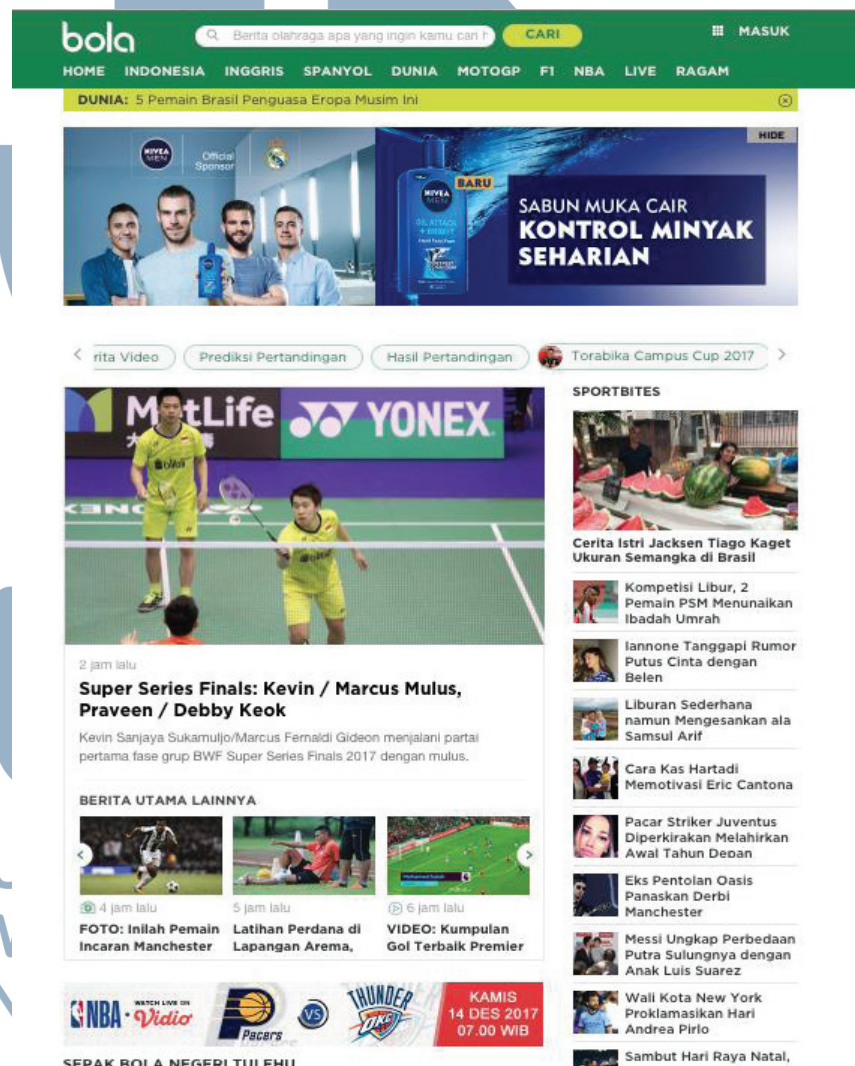 bola
Berita olahraga apa yang ingin kamu cari h
CARI
MASUK
HOME INDONESIA INGGRIS SPANYOL DUNIA MOTOGP F1 NBA LIVE RAGAM
DUNIA: 5 Pemain Brasil Penguasa Eropa Musim Ini
HIDE
NIVEA
MEN
Official
Sponsor
NIVEA
MEN
OIL ATTACK
BARU
SABUN MUKA CAIR
KONTROL MINYAK
SEHARIAN
rita Video
Prediksi Pertandingan
Hasil Pertandingan
Torabika Campus Cup 2017
MetLife
YONEX
2 jam lalu
Super Series Finals: Kevin / Marcus Mulus,
Praveen / Debby Keok
Kevin Sanjaya Sukamuljo/Marcus Fernaldi Gideon menjalani partai
pertama fase grup BWF Super Series Finals 2017 dengan mulus.
BERITA UTAMA LAINNYA
4 jam lalu
FOTO: Inilah Pemain
Incaran Manchester
5 jam lalu
Latihan Perdana di
Lapangan Arema,
6 jam lalu
VIDEO: Kumpulan
Gol Terbaik Premier
NBA
WATCH LIVE ON
Vidio
Pacers
VS
THUNDER
OKC
KAMIS
14 DES 2017
07.00 WIB
SEPAK BOLA NEGERI TULEHU
SPORTBITES
Cerita Istri Jacksen Tiago Kaget
Ukuran Semangka di Brasil
Kompetisi Libur, 2
Pemain PSM Menunaikan
Ibadah Umrah
Iannone Tanggapi Rumor
Putus Cinta dengan
Belen
Liburan Sederhana
namun Mengesankan ala
Samsul Arif
Cara Kas Hartadi
Memotivasi Eric Cantona
Pacar Striker Juventus
Diperkirakan Melahirkan
Awal Tahun Depan
Eks Pentolan Oasis
Panaskan Derbi
Manchester
Messi Ungkap Perbedaan
Putra Sulungnya dengan
Anak Luis Suarez
Wali Kota New York
Proklamasikan Hari
Andrea Pirlo
Sambut Hari Raya Natal,